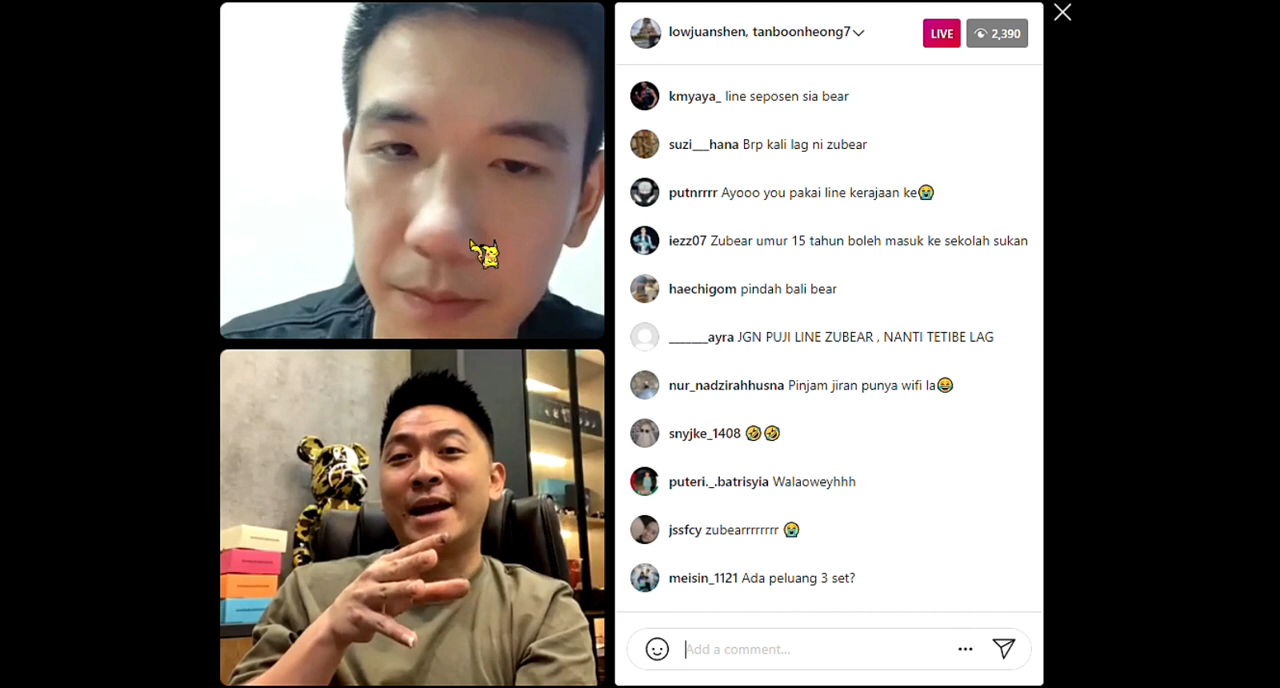 lowjuanshen, tanboonheong7
LIVE
2,390
kmyaya_ line seposen sia bear
suzi___hana Brp kali lag ni zubear
putnrrrr Ayooo you pakai line kerajaan ke😭
iezz07 Zubear umur 15 tahun boleh masuk ke sekolah sukan
haechigom pindah bali bear
_______ayra JGN PUJI LINE ZUBEAR , NANTI TETIBE LAG
nur_nadzirahhusna Pinjam jiran punya wifi la😂
snyjke_1408 🤣🤣
puteri._.batrisyia Walaoweyhhh
jssfcy zubearrrrrrrr 😭
meisin_1121 Ada peluang 3 set?
Add a comment...